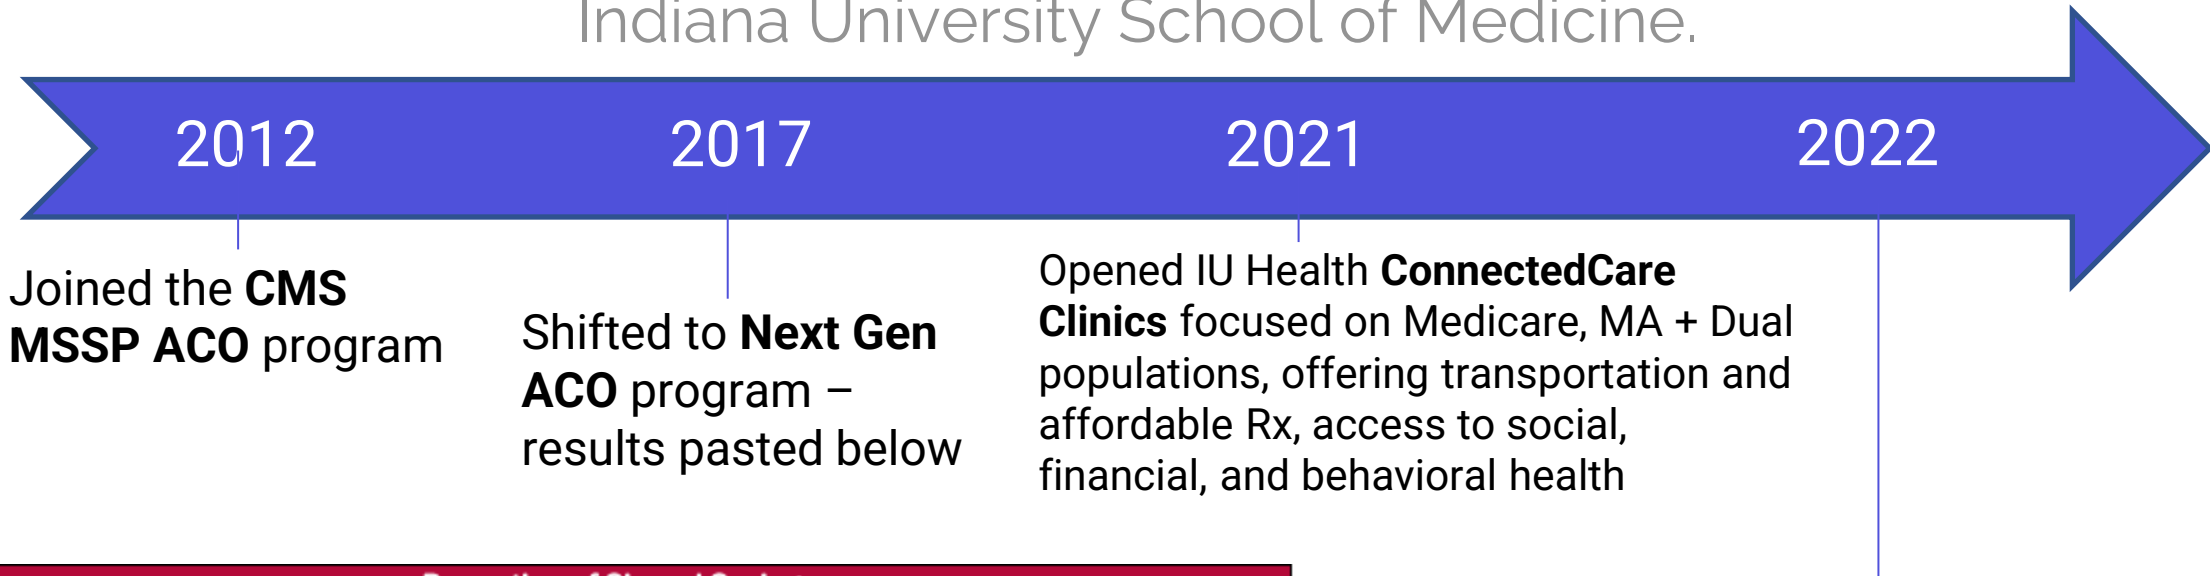 Indiana University School of Medicine.
2012 2017 2021 2022
Joined the CMS
MSSP ACO program
Shifted to Next Gen
ACO program –
results pasted below
Opened IU Health ConnectedCare
Clinics focused on Medicare, MA + Dual
populations, offering transportation and
affordable Rx, access to social,
financial, and behavioral health